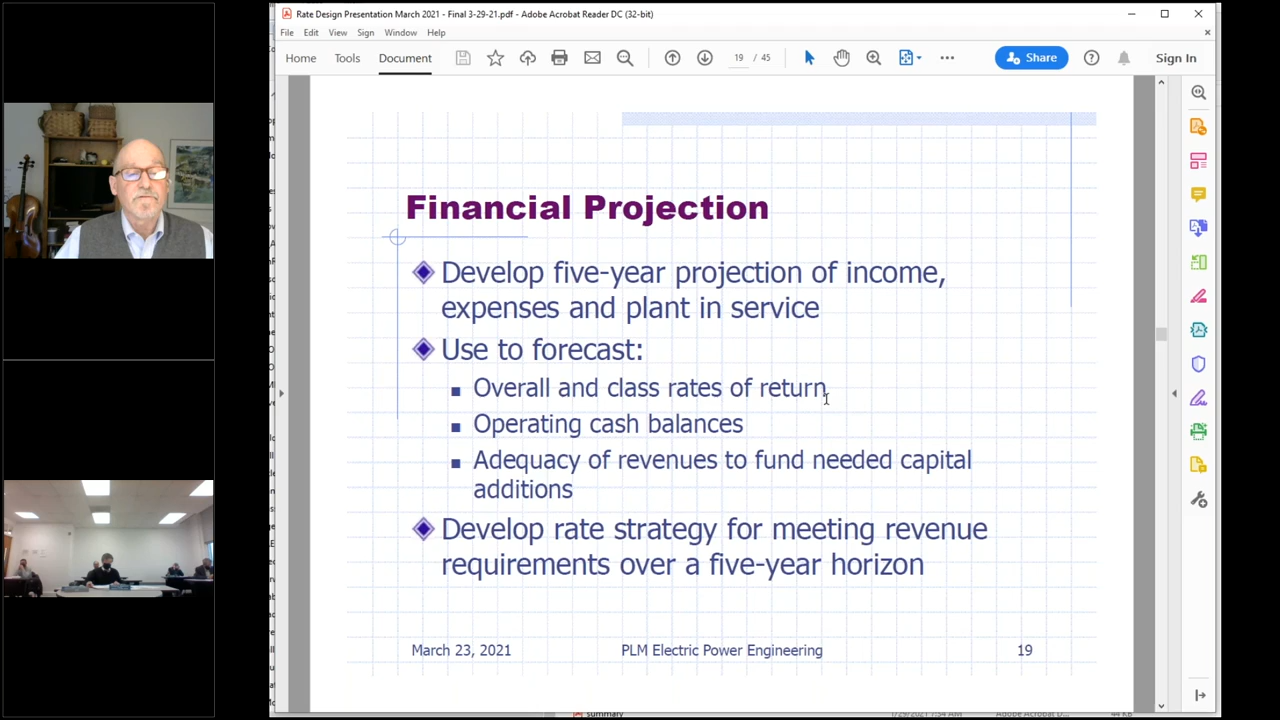 Rate Design Presentation March 2021 - Final 3-29-21.pdf - Adobe Acrobat Reader DC (32-bit)
File Edit View Sign Window Help
Home Tools Document 19 / 45 Share Sign In
Financial Projection
Develop five-year projection of income,
expenses and plant in service
Use to forecast:
Overall and class rates of return
Operating cash balances
Adequacy of revenues to fund needed capital
additions
Develop rate strategy for meeting revenue
requirements over a five-year horizon
March 23, 2021 PLM Electric Power Engineering 19
summary